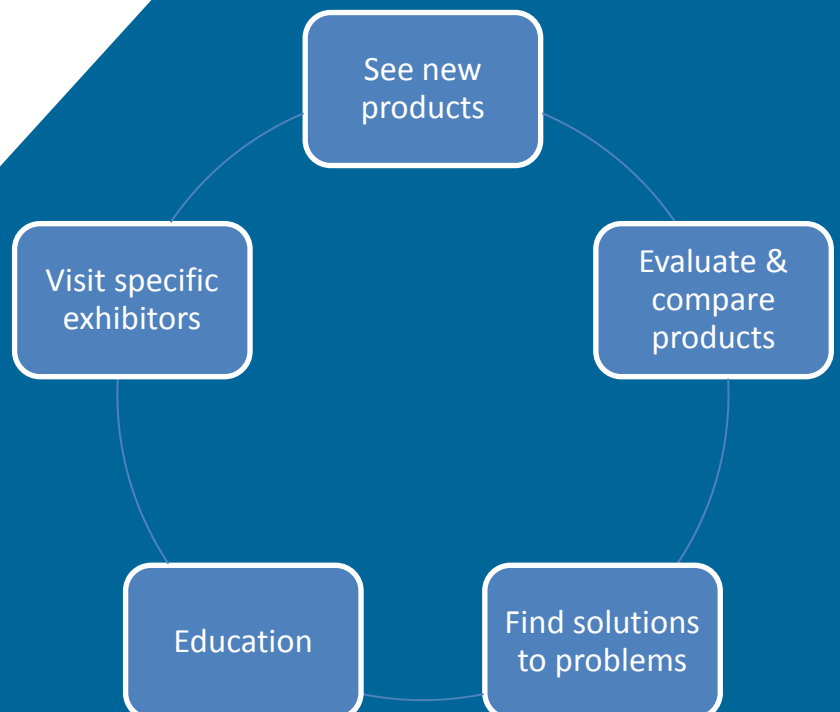 See new
products
Evaluate &
compare
products
Find solutions
to problems
Education
Visit specific
exhibitors